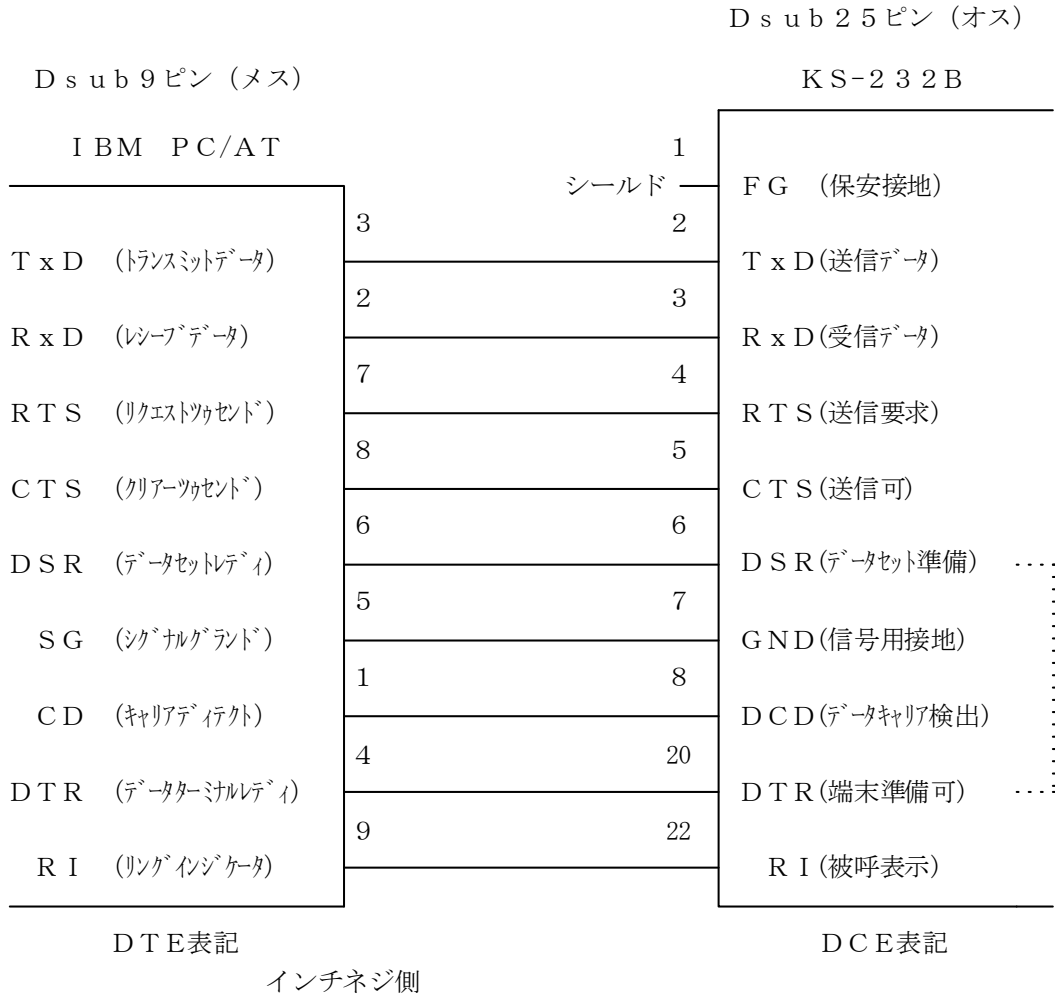 Ｄｓｕｂ２５ピン（オス）
Ｄｓｕｂ９ピン（メス）
ＫＳ-２３２Ｂ
ＩＢＭ　ＰＣ/ＡＴ
１
シールド
ＦＧ　（保安接地）
３ ２
ＴｘＤ　（ﾄﾗﾝｽﾐｯﾄﾃﾞｰﾀ） ＴｘＤ（送信ﾃﾞｰﾀ）
２ ３
ＲｘＤ　（ﾚｼｰﾌﾞﾃﾞｰﾀ） ＲｘＤ（受信ﾃﾞｰﾀ）
７ ４
ＲＴＳ　（ﾘｸｴｽﾄﾂｩｾﾝﾄﾞ） ＲＴＳ（送信要求）
８ ５
ＣＴＳ　（ｸﾘｱｰﾂｩｾﾝﾄﾞ） ＣＴＳ（送信可）
６ ６
ＤＳＲ　（ﾃﾞｰﾀｾｯﾄﾚﾃﾞｨ） ＤＳＲ（ﾃﾞｰﾀｾｯﾄ準備）
５ ７
ＳＧ　（ｼｸﾞﾅﾙｸﾞﾗﾝﾄﾞ） ＧＮＤ（信号用接地）
１ ８
ＣＤ　（ｷｬﾘｱﾃﾞｨﾃｸﾄ） ＤＣＤ（ﾃﾞｰﾀｷｬﾘｱ検出）
４ 20
ＤＴＲ　（ﾃﾞｰﾀﾀｰﾐﾅﾙﾚﾃﾞｨ） ＤＴＲ（端末準備可）
９ 22
ＲＩ　（ﾘﾝｸﾞｲﾝｼﾞｹｰﾀ） ＲＩ（被呼表示）
ＤＴＥ表記 ＤＣＥ表記
インチネジ側